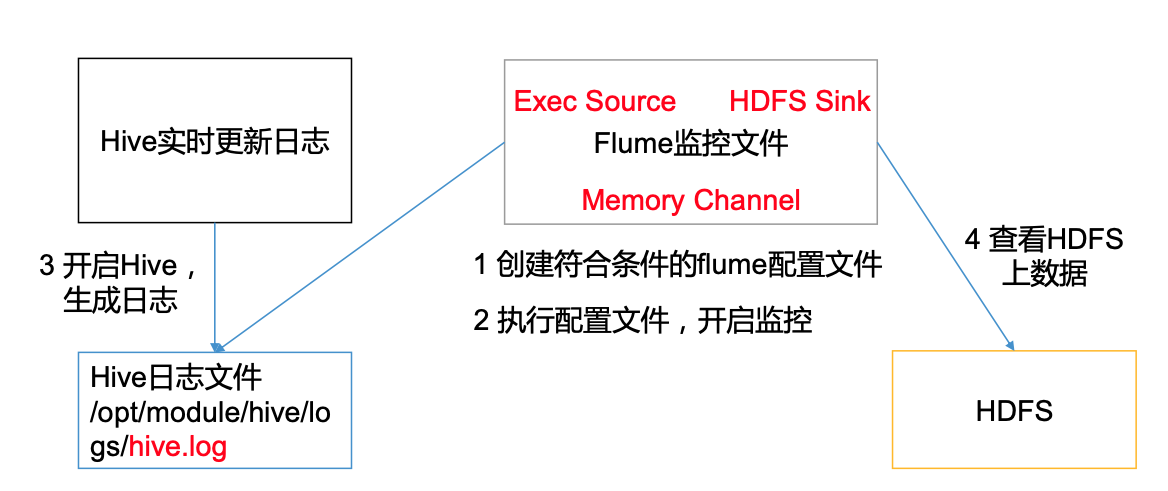 Hive实时更新日志
Exec Source
HDFS Sink
Flume监控文件
Memory Channel
3 开启Hive，
生成日志
1 创建符合条件的flume配置文件
2 执行配置文件，开启监控
4 查看HDFS
上数据
Hive日志文件
/opt/module/hive/lo
gs/hive.log
HDFS